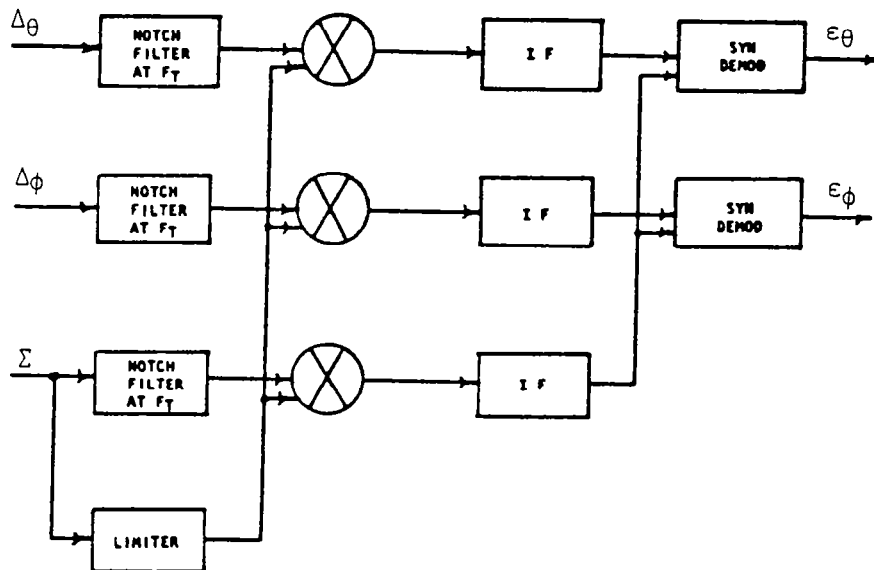 Δθ
NOTCH
FILTER
AT FT
I F
SYN
DEMOD
εθ
Δϕ
NOTCH
FILTER
AT FT
I F
SYN
DEMOD
εϕ
Σ
NOTCH
FILTER
AT FT
I F
LIMITER